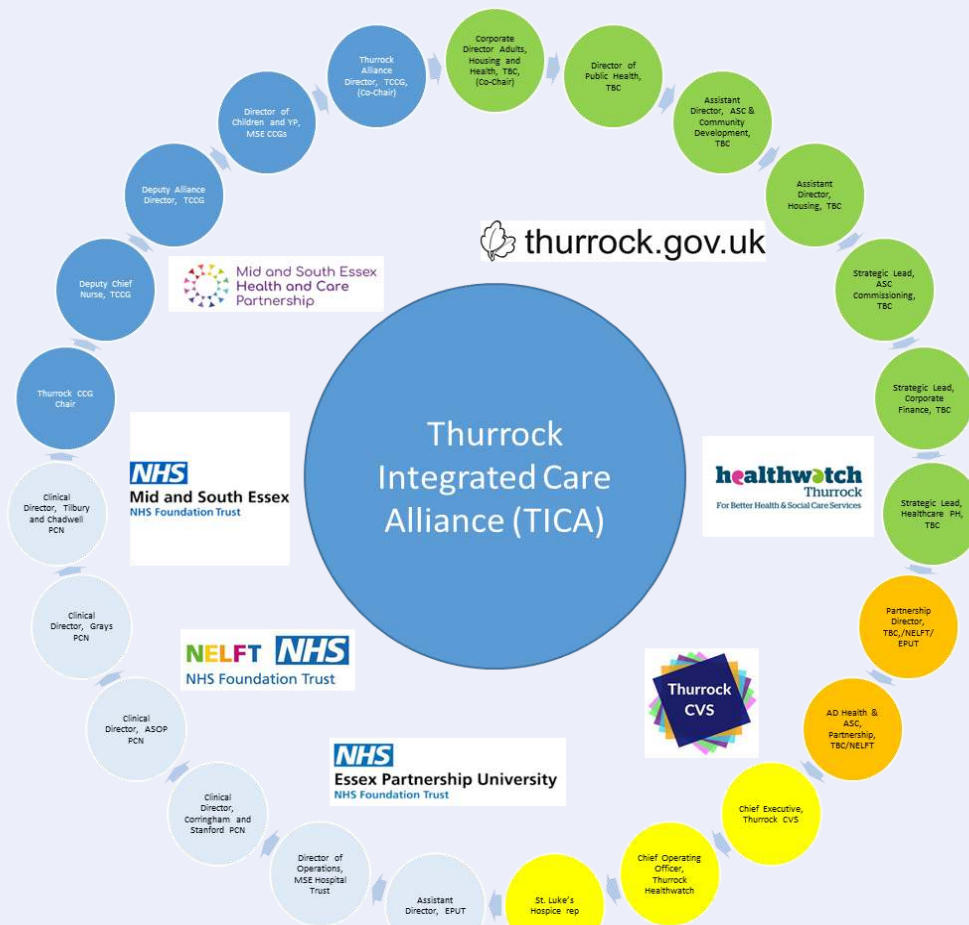 Corporate
Director Adults,
Housing and
Health, TBC,
(Co-Chair)
Director of
Public Health,
TBC
Assistant
Director, ASC &
Community
Development,
TBC
Assistant
Director,
Housing, TBC
Strategic Lead,
ASC
Commissioning,
TBC
Strategic Lead,
Corporate
Finance, TBC
Strategic Lead,
Healthcare PH,
TBC
Partnership
Director,
TBC,/NELFT/
EPUT
AD Health &
ASC,
Partnership,
TBC/NELFT
Chief Executive,
Thurrock CVS
Chief Operating
Officer,
Thurrock
Healthwatch
St. Luke's
Hospice rep
Assistant
Director, EPUT
Director of
Operations,
MSE Hospital
Trust
Clinical
Director,
Corringham and
Stanford PCN
Clinical
Director, ASOP
PCN
Clinical
Director, Grays
PCN
Clinical
Director, Tilbury
and Chadwell
PCN
Thurrock CCG
Chair
Deputy Chief
Nurse, TCCG
Deputy Alliance
Director, TCCG
Director of
Children and YP,
MSE CCGs
Thurrock
Alliance
Director, TCCG,
(Co-Chair)
thurrock.gov.uk
Mid and South Essex
Health and Care
Partnership
Thurrock
Integrated Care
Alliance (TICA)
NHS
Mid and South Essex
NHS Foundation Trust
healthwatch
Thurrock
For Better Health & Social Care Services
NELFT NHS
NHS Foundation Trust
Thurrock
CVS
NHS
Essex Partnership University
NHS Foundation Trust